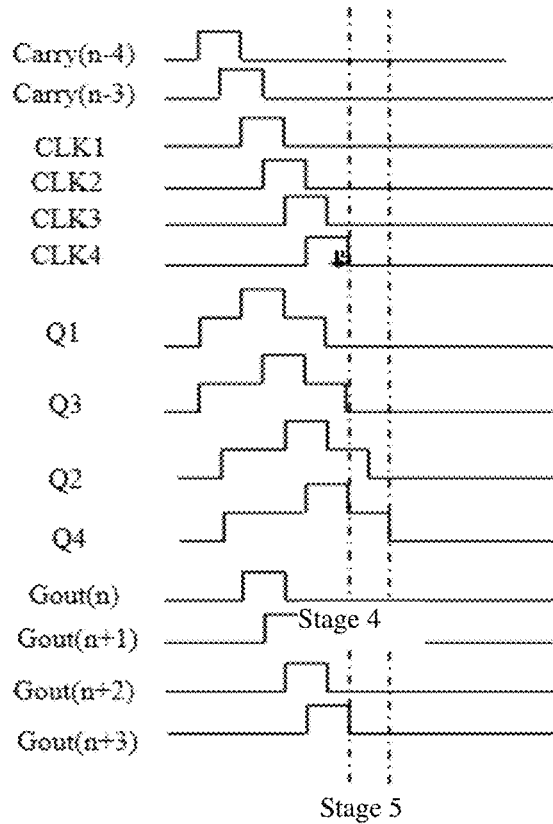 Carry(n-4)
Carry(n-3)
CLK1
CLK2
CLK3
CLK4
Q1
Q3
Q2
Q4
Gout(n)
Stage 4
Gout(n+1)
Gout(n+2)
Gout(n+3)
Stage 5